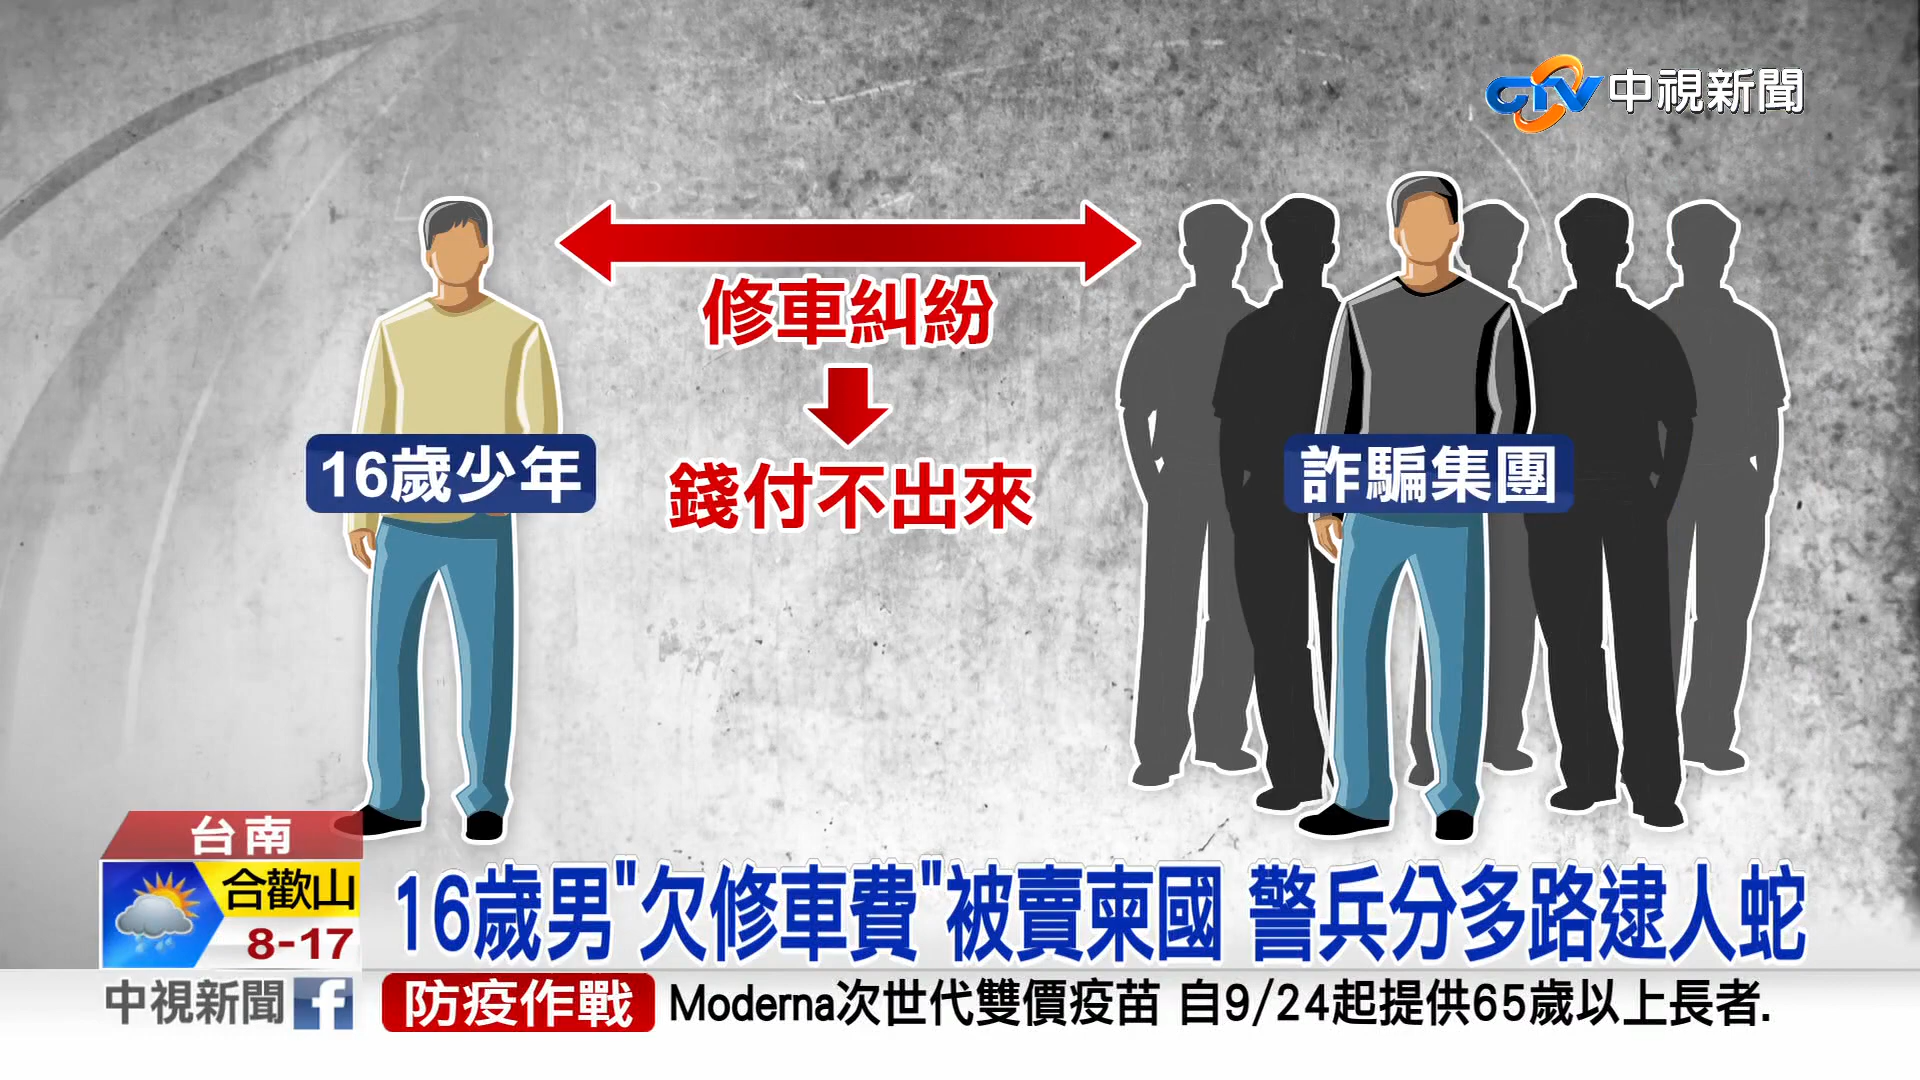 CTV 中視新聞
修車糾紛
錢付不出來
16歲少年
詐騙集團
台南
合歡山
8-17
16歲男"欠修車費"被賣柬國 警兵分多路逮人蛇
中視新聞 f
防疫作戰 Moderna次世代雙價疫苗 自9/24起提供65歲以上長者.